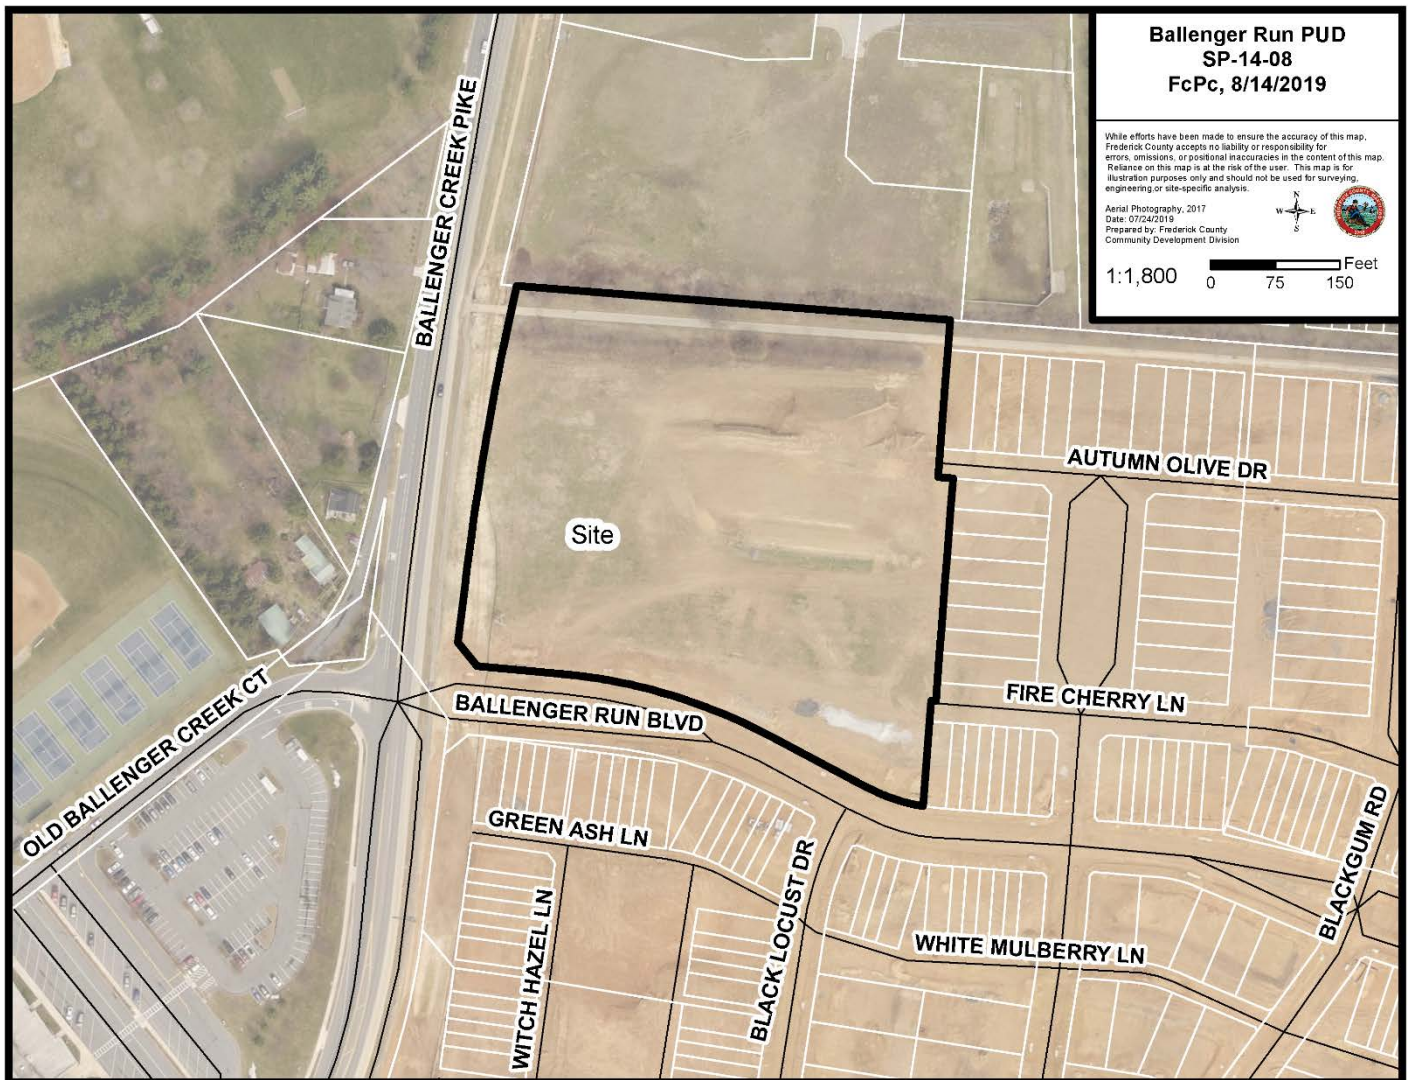 Ballenger Run PUD
SP-14-08
FcPc, 8/14/2019
While efforts have been made to ensure the accuracy of this map,
Frederick County accepts no liability or responsibility for
errors, omissions, or positional inaccuracies in the content of this map.
Reliance on this map is at the risk of the user. This map is for
illustration purposes only and should not be used for surveying,
engineering or site-specific analysis.
Aerial Photography, 2017
Date: 07/24/2019
Prepared by: Frederick County
Community Development Division
N
W E
S
1:1,800
Feet
0 75 150
BALLENGER CREEK PIKE
AUTUMN OLIVE DR
Site
FIRE CHERRY LN
BALLENGER RUN BLVD
OLD BALLENGER CREEK CT
GREEN ASH LN
BLACKGUM RD
BLACK LOCUST DR
WITCH HAZEL LN
WHITE MULBERRY LN